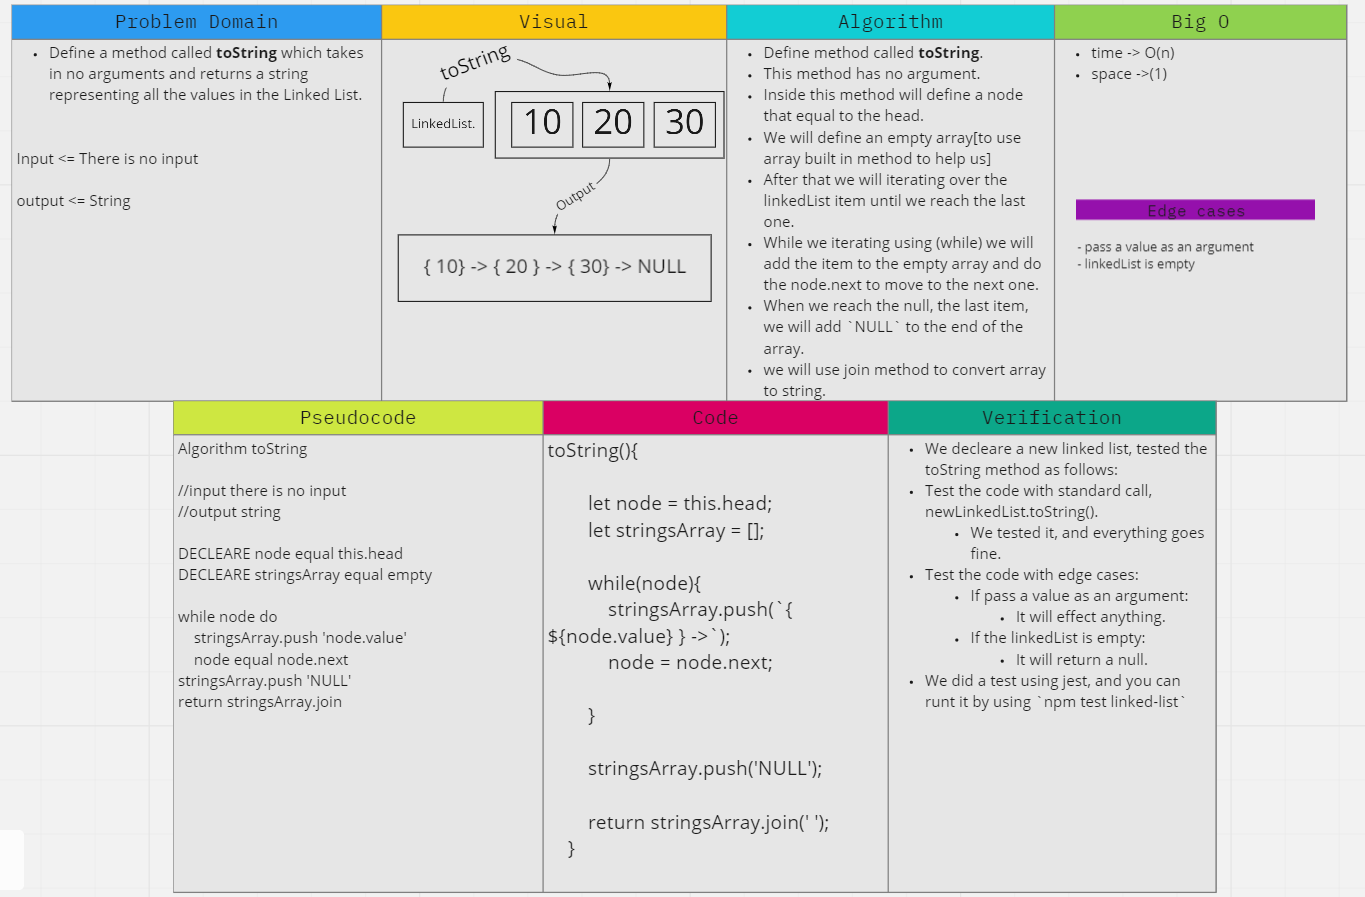 Problem Domain
• Define a method called toString which takes
in no arguments and returns a string
representing all the values in the Linked List.
Input <= There is no input
output <= String
Visual
toString
LinkedList.
10 20 30
Output
{ 10} -> { 20 } -> { 30} -> NULL
Algorithm
• Define method called toString.
• This method has no argument.
• Inside this method will define a node
that equal to the head.
• We will define an empty array[to use
array built in method to help us]
• After that we will iterating over the
linkedList item until we reach the last
one.
• While we iterating using (while) we will
add the item to the empty array and do
the node.next to move to the next one.
• When we reach the null, the last item,
we will add `NULL` to the end of the
array.
• we will use join method to convert array
to string.
Big O
• time -> O(n)
• space ->(1)
Edge cases
- pass a value as an argument
- linkedList is empty
Pseudocode
Algorithm toString
//input there is no input
//output string
DECLEARE node equal this.head
DECLEARE stringsArray equal empty
while node do
stringsArray.push 'node.value'
node equal node.next
stringsArray.push 'NULL'
return stringsArray.join
Code
toString(){
let node = this.head;
let stringsArray = [];
while(node){
stringsArray.push(`{
${node.value} } ->`);
node = node.next;
}
stringsArray.push('NULL');
return stringsArray.join(' ');
}
Verification
• We decleare a new linked list, tested the
toString method as follows:
• Test the code with standard call,
newLinkedList.toString().
• We tested it, and everything goes
fine.
• Test the code with edge cases:
• If pass a value as an argument:
• It will effect anything.
• If the linkedList is empty:
• It will return a null.
• We did a test using jest, and you can
runt it by using `npm test linked-list`